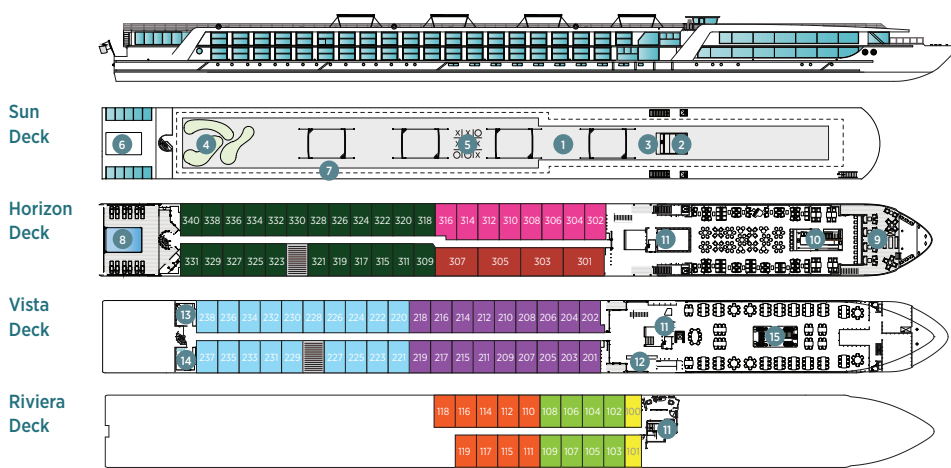 Sun
Deck
6 4 7 5 1 3 2
XIXIO
XXIX
OIOIX
Horizon
Deck
340 338 336 334 332 330 328 326 324 322 320 318 316 314 312 310 308 306 304 302
8 11 10 9
331 329 327 325 323 321 319 317 315 311 309 307 305 303 301
Vista
Deck
13 238 236 234 232 230 228 226 224 222 220 218 216 214 212 210 208 206 204 202
11 15
14 237 235 233 231 229 227 225 223 221 219 217 215 211 209 207 205 203 201 12
Riviera
Deck
118 116 114 112 110 108 106 104 102 100
11
119 117 115 111 109 107 105 103 101